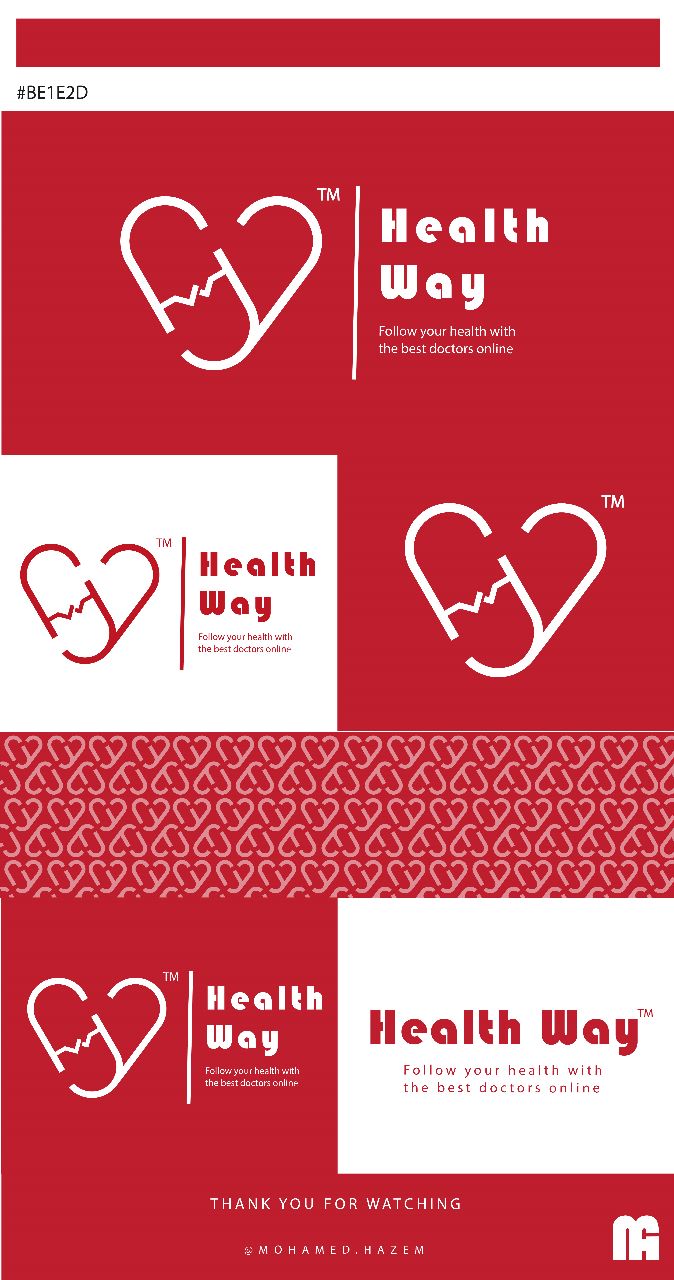 #BE1E2D
TM
Health
Way
Follow your health with
the best doctors online
TM
Health
Way
Follow your health with
the best doctors online
TM
TM
Health
Way
Follow your health with
the best doctors online
Health Way TM
Follow your health with
the best doctors online
THANK YOU FOR WATCHING
@MOHAMED.HAZEM